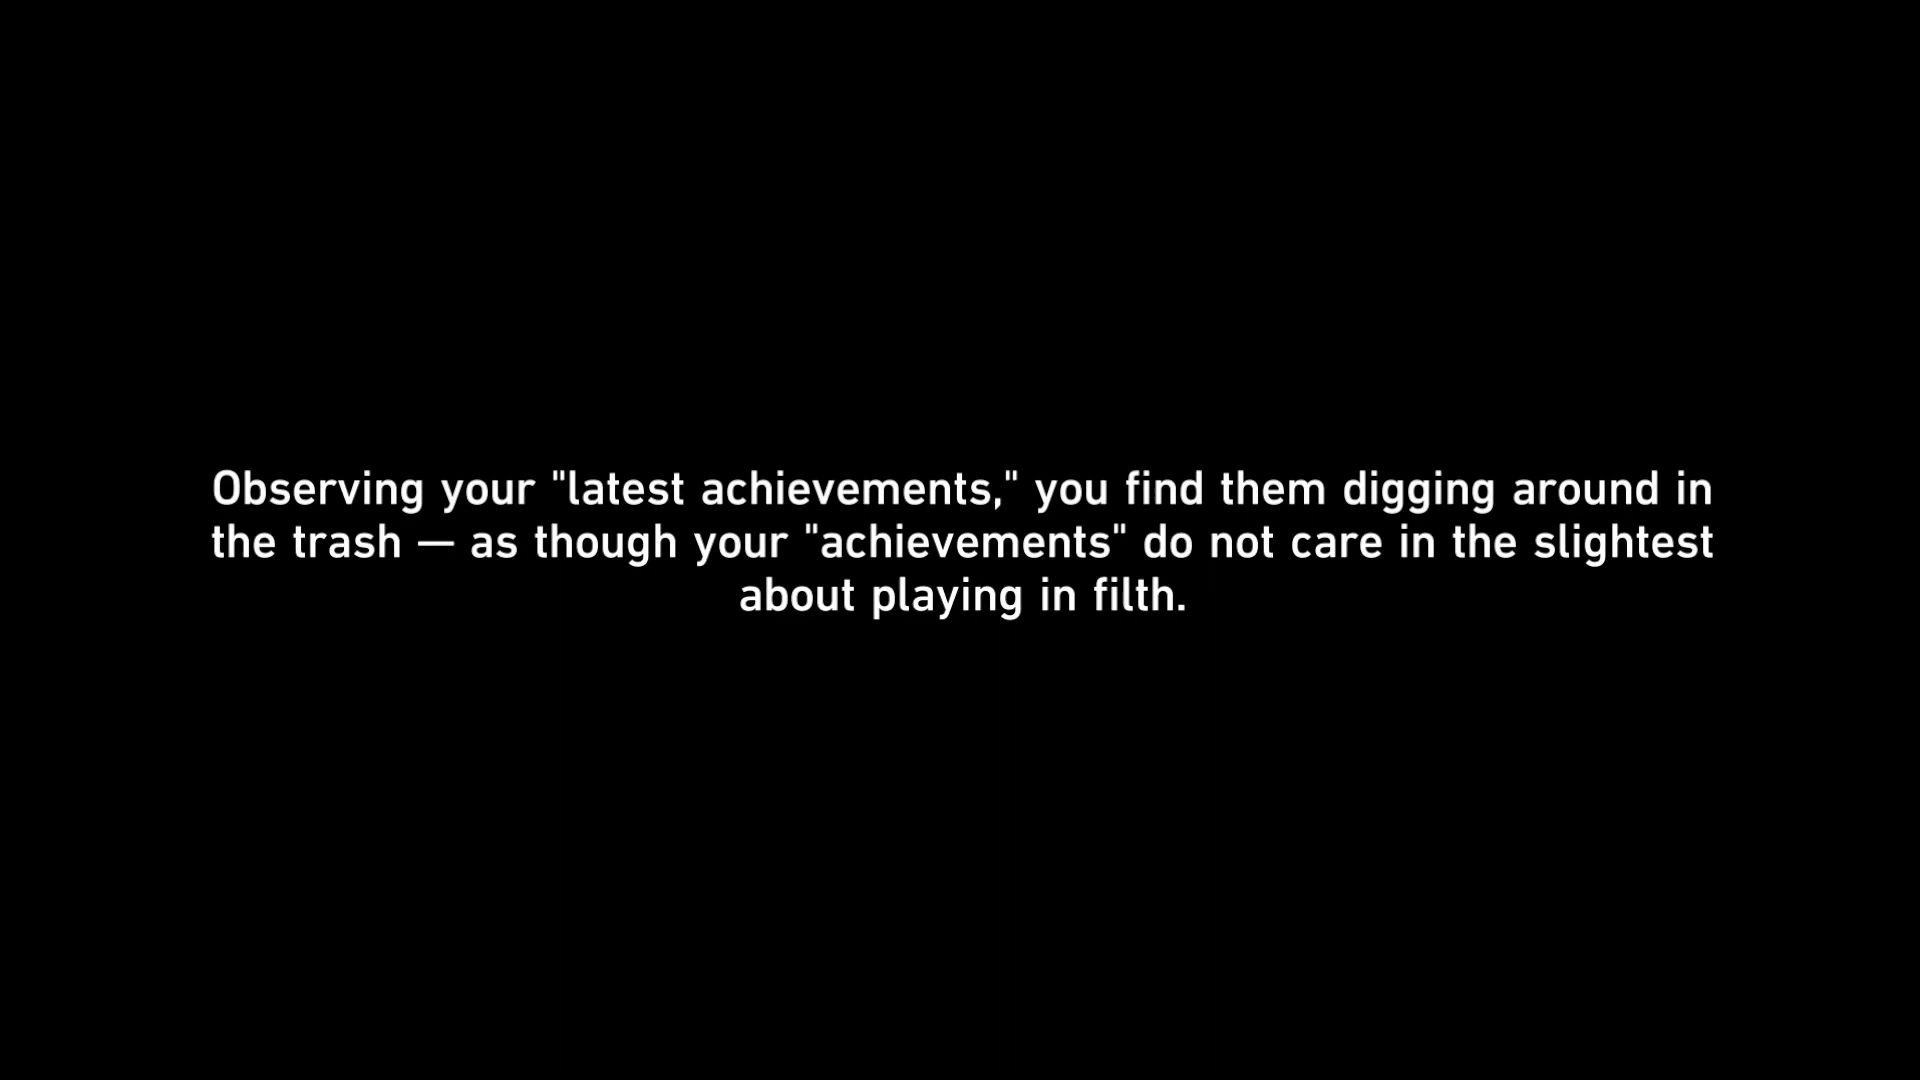 Observing your "latest achievements," you find them digging around in
the trash — as though your "achievements" do not care in the slightest
about playing in filth.